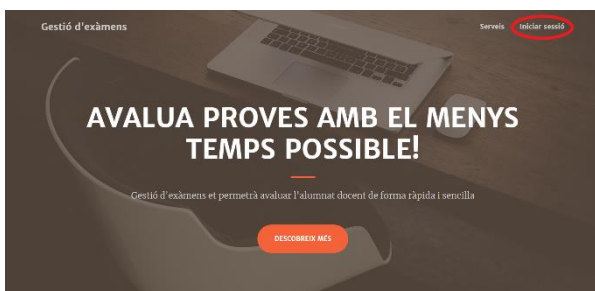 Gestió d'exàmens
Serveis
Iniciar sessió
AVALUA PROVES AMB EL MENYS
TEMPS POSSIBLE!
Gestió d'exàmens et permetrà avaluar l'alumnat docent de forma ràpida i sencilla
DESCOBREIX MÉS